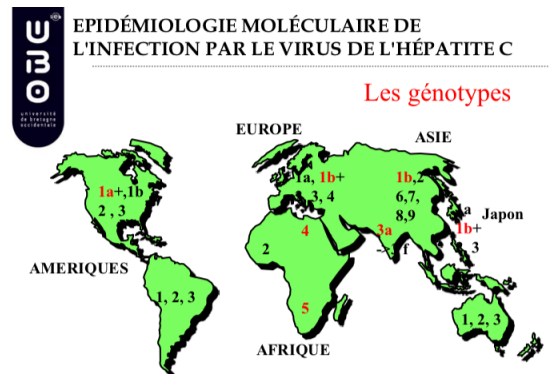 UBO
université
de bretagne
occidentale
EPIDÉMIOLOGIE MOLÉCULAIRE DE
L'INFECTION PAR LE VIRUS DE L'HÉPATITE C
Les génotypes
EUROPE
ASIE
1a+,1b
2 , 3
1a, 1b+
3, 4
1b,2
6,7,
8,9
a
Japon
1b+
3
2
4
3a
f
AMERIQUES
1, 2, 3
5
1, 2, 3
AFRIQUE